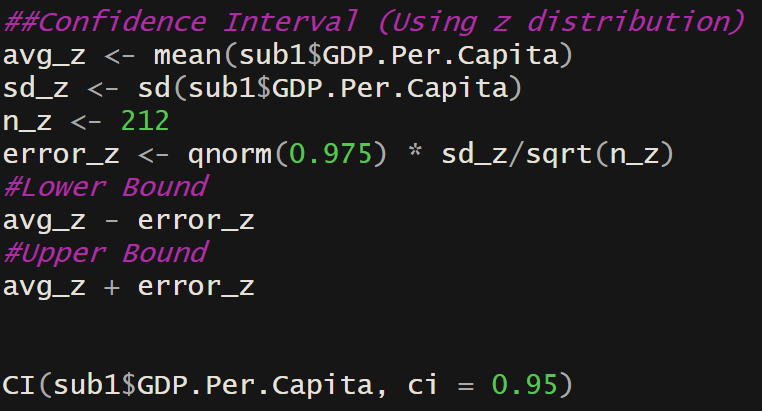 ##Confidence Interval (Using z distribution)
avg_z <- mean(sub1$GDP.Per.Capita)
sd_z <- sd(sub1$GDP.Per.Capita)
n_z <- 212
error_z <- qnorm(0.975) * sd_z/sqrt(n_z)
#Lower Bound
avg_z - error_z
#Upper Bound
avg_z + error_z
CI(sub1$GDP.Per.Capita, ci = 0.95)